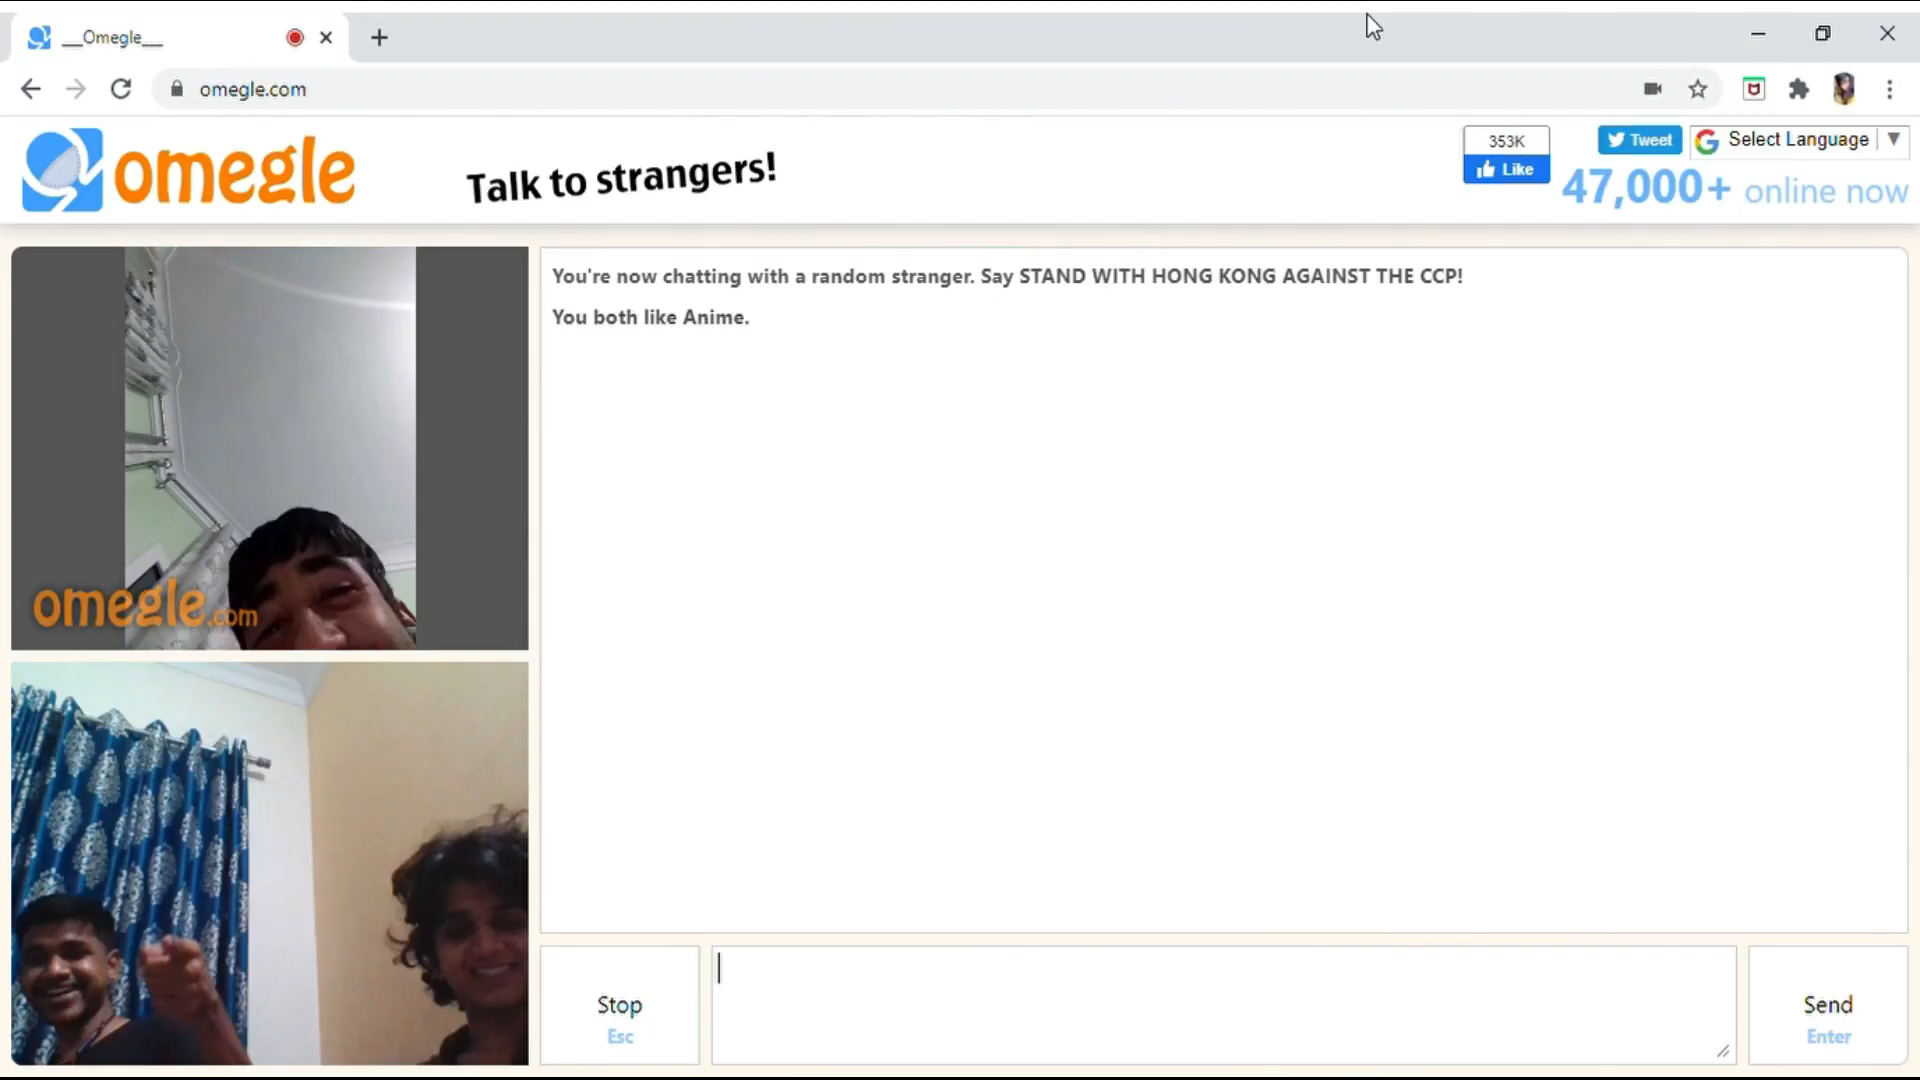 __Omegle__
omegle.com
omegle
Talk to strangers!
353K
Like
Tweet
Select Language
47,000+ online now
You're now chatting with a random stranger. Say STAND WITH HONG KONG AGAINST THE CCP!
You both like Anime.
omegle.com
Stop
Esc
Send
Enter